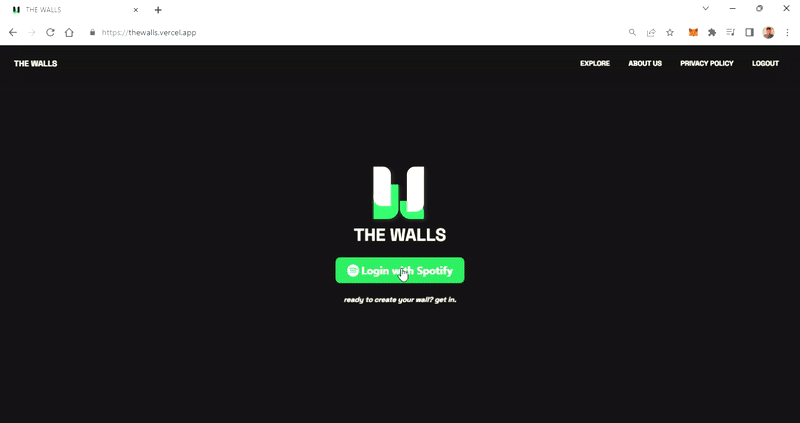 THE WALLS
https://thewalls.vercel.app
THE WALLS
EXPLORE
ABOUT US
PRIVACY POLICY
LOGOUT
THE WALLS
Login with Spotify
ready to create your wall? get in.